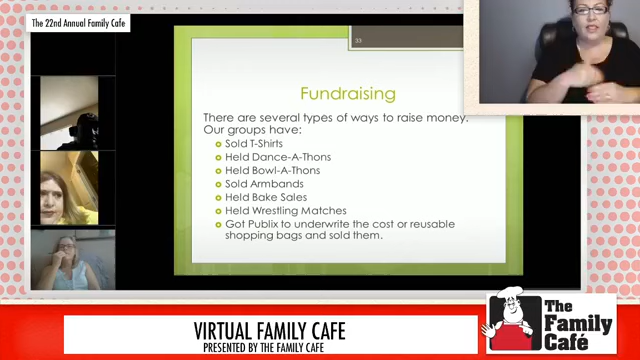 The 22nd Annual Family Cafe
33
Fundraising
There are several types of ways to raise money.
Our groups have:
Sold T-Shirts
Held Dance-A-Thons
Held Bowl-A-Thons
Sold Armbands
Held Bake Sales
Held Wrestling Matches
Got Publix to underwrite the cost or reusable
shopping bags and sold them.
VIRTUAL FAMILY CAFE
PRESENTED BY THE FAMILY CAFE
The
Family
Café